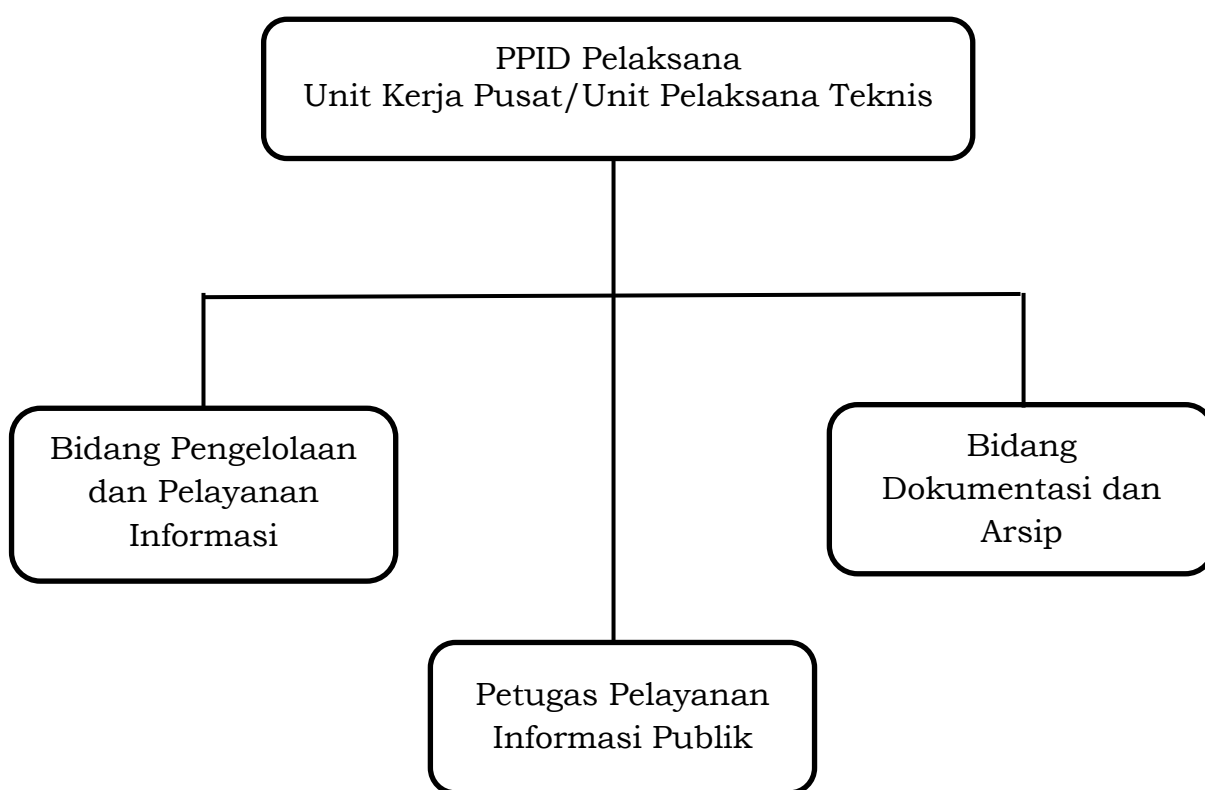 PPID Pelaksana
Unit Kerja Pusat/Unit Pelaksana Teknis
Bidang Pengelolaan
dan Pelayanan
Informasi
Bidang
Dokumentasi dan
Arsip
Petugas Pelayanan
Informasi Publik